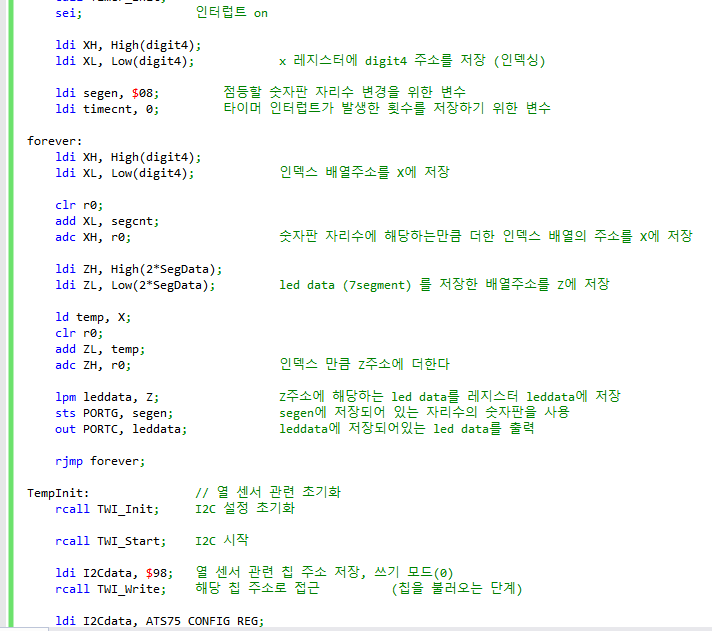 sei; 인터럽트 on
ldi XH, High(digit4);
ldi XL, Low(digit4); x 레지스터에 digit4 주소를 저장 (인덱싱)
ldi segen, $08; 점등할 숫자판 자리수 변경을 위한 변수
ldi timecnt, 0; 타이머 인터럽트가 발생한 횟수를 저장하기 위한 변수
forever:
ldi XH, High(digit4);
ldi XL, Low(digit4); 인덱스 배열주소를 X에 저장
clr r0;
add XL, segcnt;
adc XH, r0; 숫자판 자리수에 해당하는만큼 더한 인덱스 배열의 주소를 X에 저장
ldi ZH, High(2*SegData);
ldi ZL, Low(2*SegData); led data (7segment) 를 저장한 배열주소를 Z에 저장
ld temp, X;
clr r0;
add ZL, temp;
adc ZH, r0; 인덱스 만큼 Z주소에 더한다
lpm leddata, Z; Z주소에 해당하는 led data를 레지스터 leddata에 저장
sts PORTG, segen; segen에 저장되어 있는 자리수의 숫자판을 사용
out PORTC, leddata; leddata에 저장되어있는 led data를 출력
rjmp forever;
TempInit: // 열 센서 관련 초기화
rcall TWI_Init; I2C 설정 초기화
rcall TWI_Start; I2C 시작
ldi I2Cdata, $98; 열 센서 관련 칩 주소 저장, 쓰기 모드(0)
rcall TWI_Write; 해당 칩 주소로 접근 (칩을 불러오는 단계)
ldi I2Cdata, ATS75_CONFIG_REG;